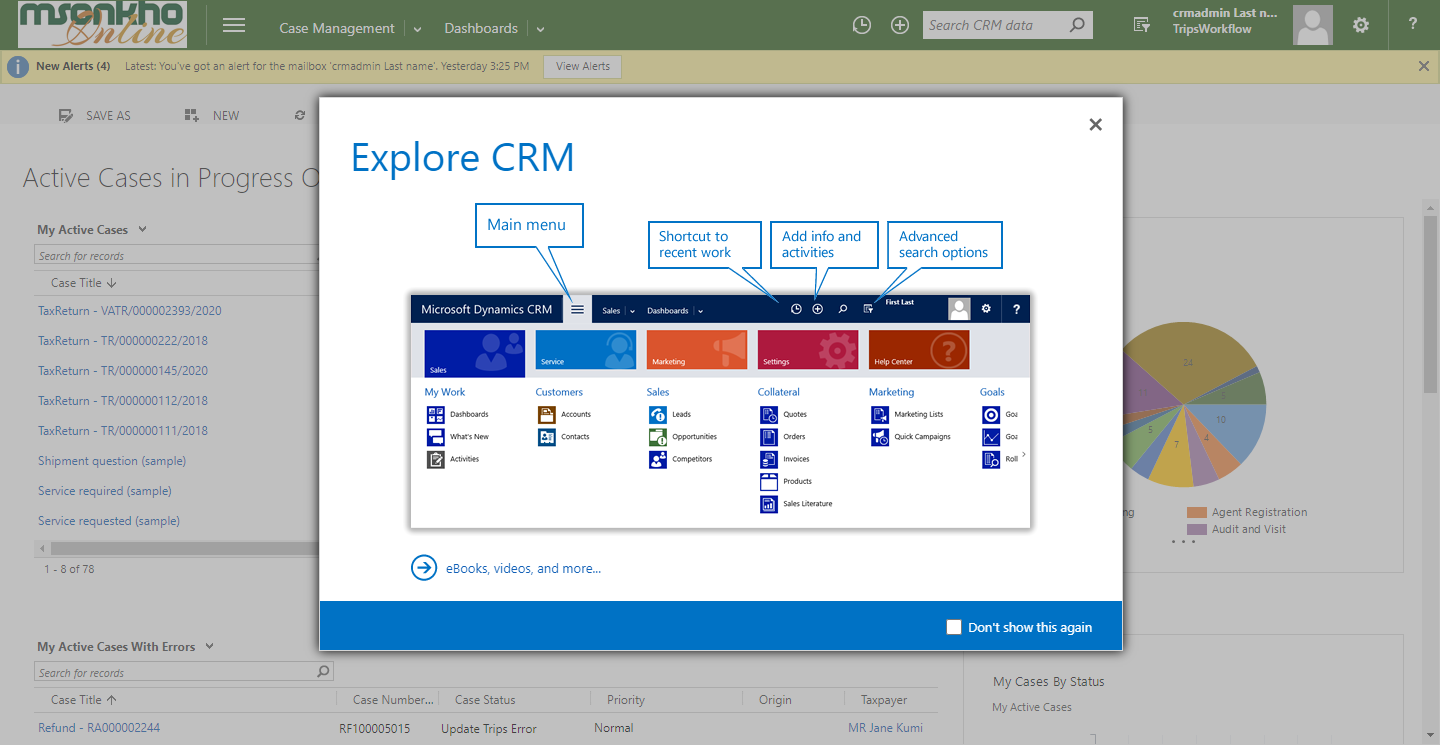 msonkho
Online
Case Management
Dashboards
Search CRM data
crmadmin Last n...
TripsWorkflow
?
New Alerts (4)
Latest: You've got an alert for the mailbox 'crmadmin Last name'. Yesterday 3:25 PM
View Alerts
SAVE AS
NEW
Active Cases in Progress O
Explore CRM
Main menu
Shortcut to
recent work
Add info and
activities
Advanced
search options
Microsoft Dynamics CRM
Sales
Dashboards
First Last
?
Sales
Service
Marketing
Settings
Help Center
?
My Work
Customers
Sales
Collateral
Marketing
Goals
Dashboards
Accounts
Leads
Quotes
Marketing Lists
Goa
What's New
Contacts
Opportunities
Orders
Quick Campaigns
Goa
Activities
Competitors
Invoices
Roll
Products
Sales Literature
eBooks, videos, and more...
Don't show this again
My Active Cases
Search for records
Case Title
TaxReturn - VATR/000002393/2020
TaxReturn - TR/000000222/2018
TaxReturn - TR/000000145/2020
TaxReturn - TR/000000112/2018
TaxReturn - TR/000000111/2018
Shipment question (sample)
Service required (sample)
Service requested (sample)
1 - 8 of 78
24
5
10
4
7
5
ng
Agent Registration
Audit and Visit
My Active Cases With Errors
Search for records
Case Title
Case Number...
Case Status
Priority
Origin
Taxpayer
Refund - RA000002244
RF100005015
Update Trips Error
Normal
MR Jane Kumi
My Cases By Status
My Active Cases